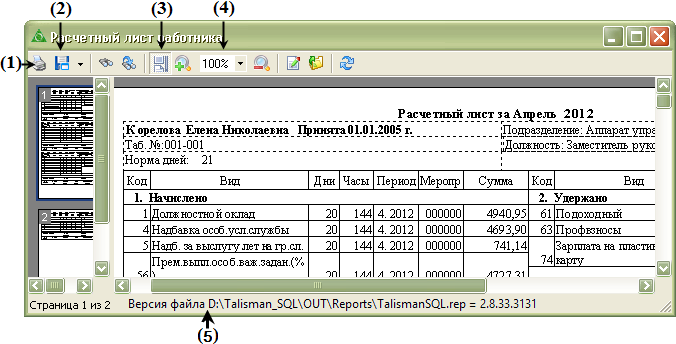 (2) (3) (4)
Расчетный лист работника
(1) 100%
1
2
Расчетный лист за Апрель 2012
Корелова Елена Николаевна Принята 01.01.2005 г. Подразделение: Аппарат упра
Таб. №:001-001 Должность: Заместитель руко
Норма дней: 21
Код Вид Дни Часы Период Меропр Сумма Код Вид
1. Начислено 2. Удержано
1 Должностной оклад 20 144 4. 2012 000000 4940,95 61 Подоходный
4 Надбавка особ.усл.службы 20 144 4. 2012 000000 4693,90 63 Профвзносы
5 Надб. за выслугу лет на гр.сл. 20 144 4. 2012 000000 741,14 Зарплата на пласти
74 карту
Прем.выпл.особ.важ.задан.(%
56 20 144 4. 2012 000000 4727,31
Страница 1 из 2 Версия файла D:\Talisman_SQL\OUT\Reports\TalismanSQL.rep = 2.8.33.3131
(5)